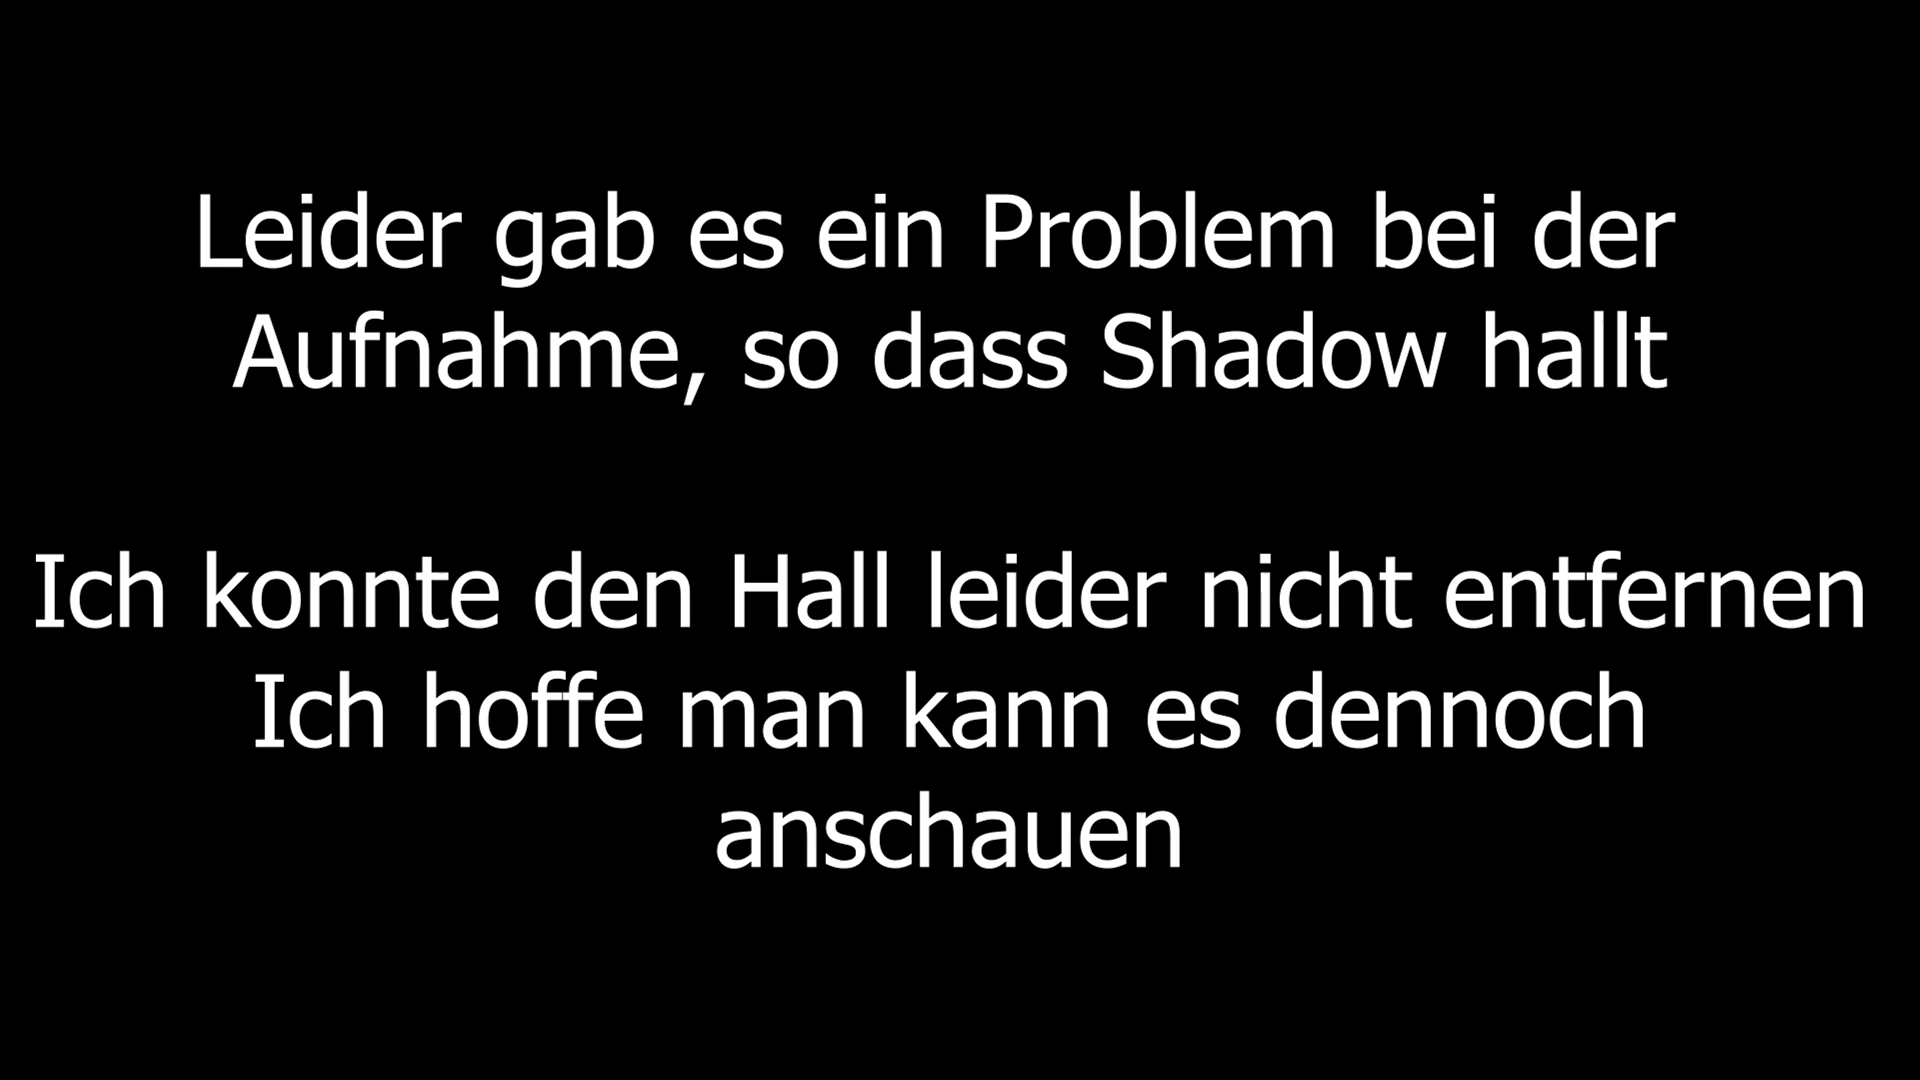 Leider gab es ein Problem bei der
Aufnahme, so dass Shadow hallt
Ich konnte den Hall leider nicht entfernen
Ich hoffe man kann es dennoch
anschauen